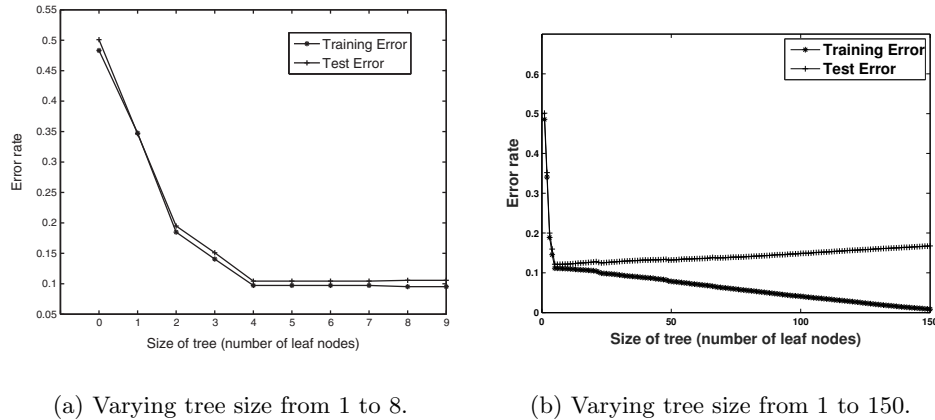 0.55
0.5
0.45
0.4
0.35
0.3
0.25
0.2
0.15
0.1
0.05
Error rate
Training Error
Test Error
0 1 2 3 4 5 6 7 8 9
Size of tree (number of leaf nodes)
(a) Varying tree size from 1 to 8.
0.6
0.5
0.4
0.3
0.2
0.1
0
Error rate
Training Error
Test Error
0 50 100 150
Size of tree (number of leaf nodes)
(b) Varying tree size from 1 to 150.